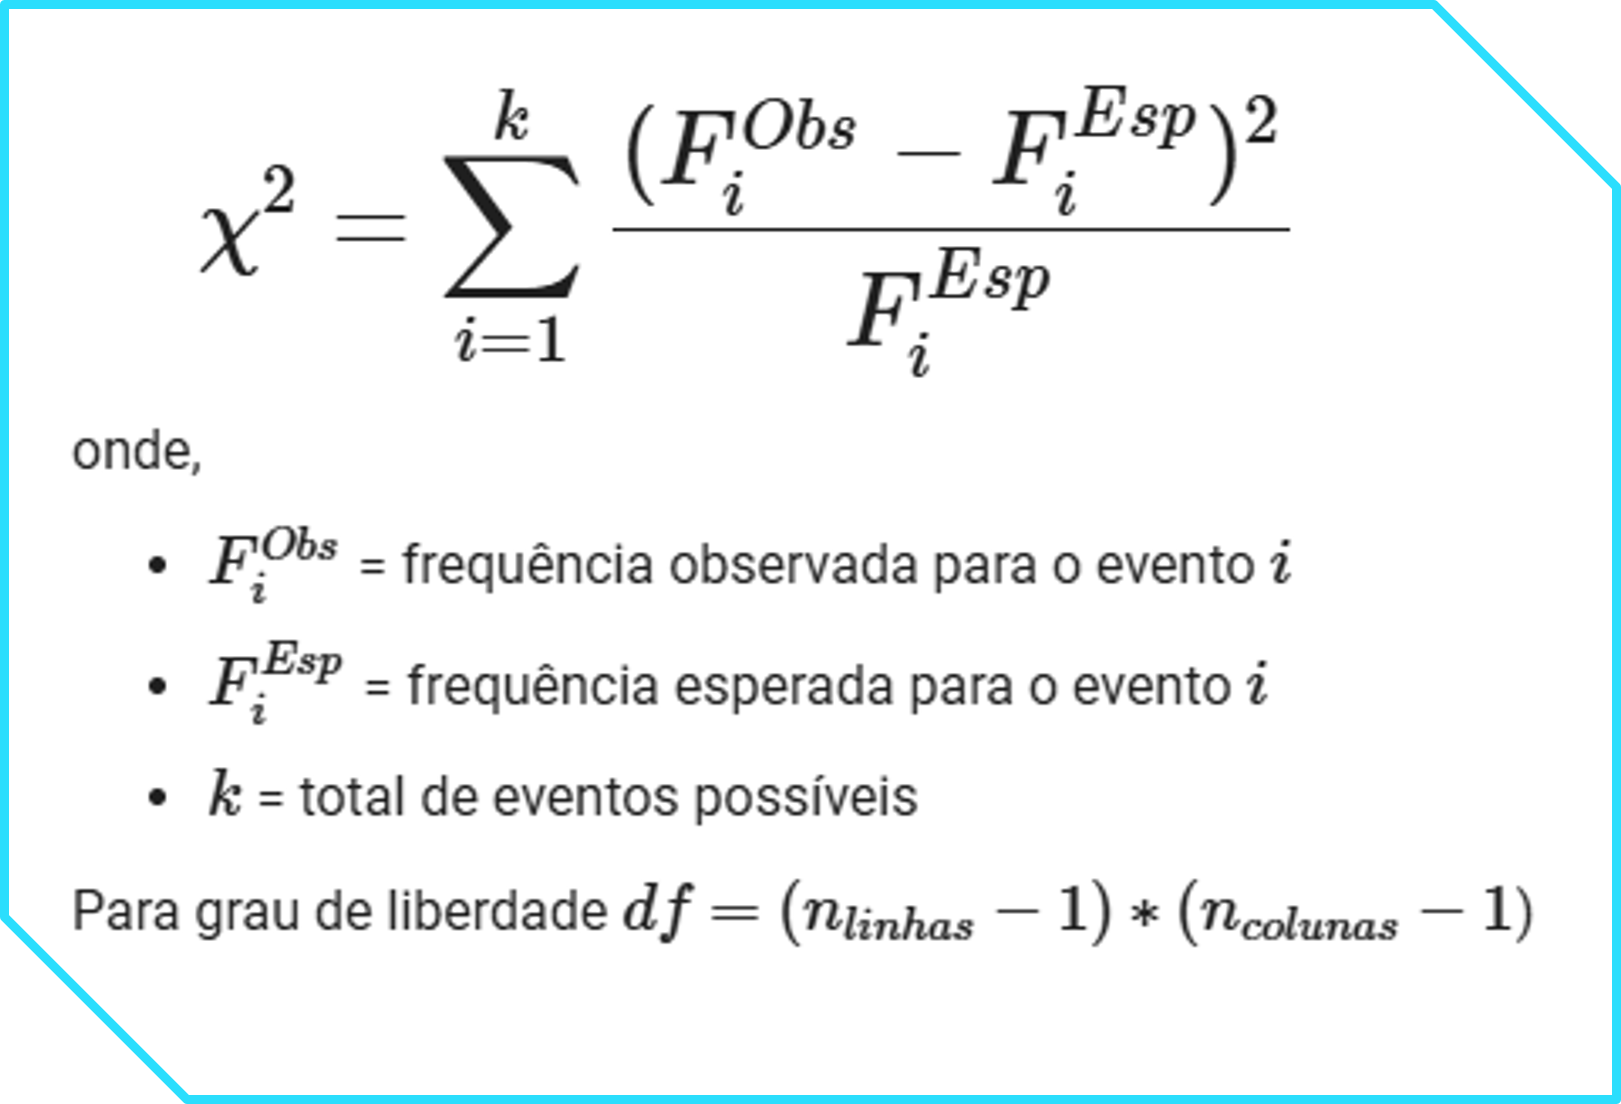 $\chi^2 = \sum_{i=1}^{k} \frac{(F_i^{Obs} - F_i^{Esp})^2}{F_i^{Esp}}$
onde,
• $F_i^{Obs}$ = frequência observada para o evento $i$
• $F_i^{Esp}$ = frequência esperada para o evento $i$
• $k$ = total de eventos possíveis
Para grau de liberdade $df = (n_{linhas} - 1) * (n_{colunas} - 1)$